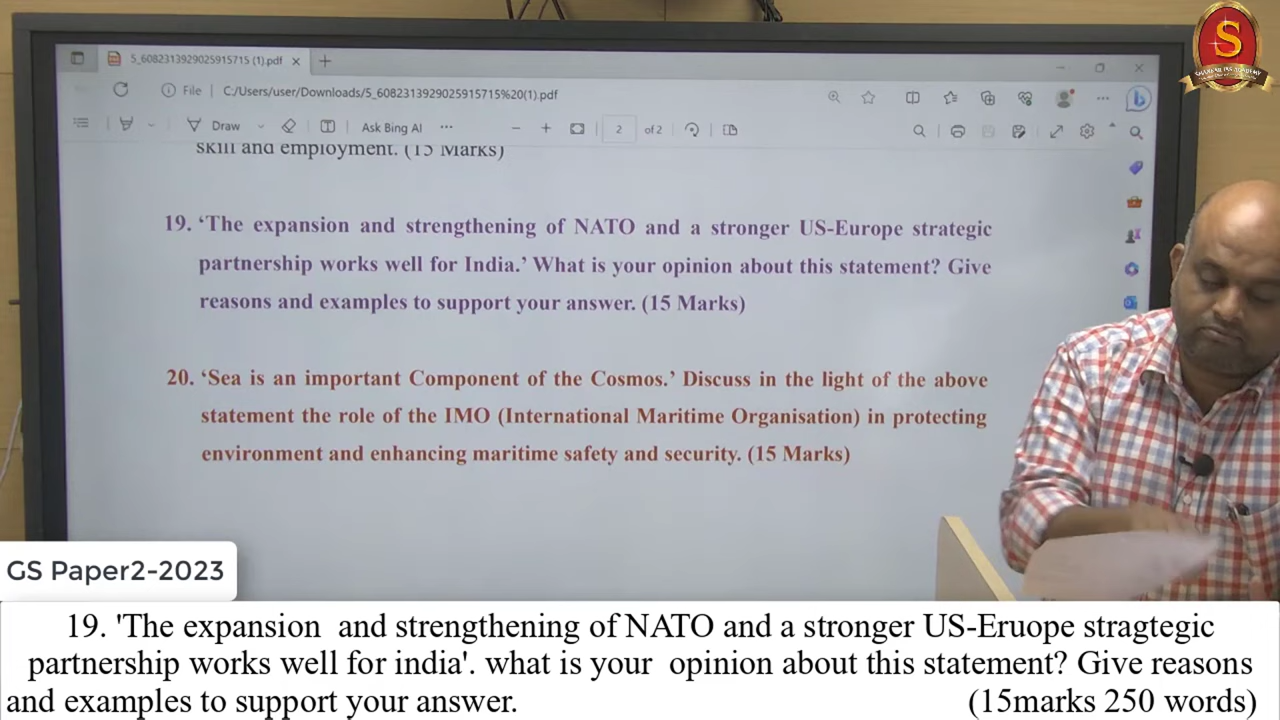 5_6082313929025915715 (1).pdf
File | C:/Users/user/Downloads/5_6082313929025915715%20(1).pdf
Draw
Ask Bing AI
2 of 2
skill and employment. (15 Marks)
19. ‘The expansion and strengthening of NATO and a stronger US-Europe strategic
partnership works well for India.’ What is your opinion about this statement? Give
reasons and examples to support your answer. (15 Marks)
20. ‘Sea is an important Component of the Cosmos.’ Discuss in the light of the above
statement the role of the IMO (International Maritime Organisation) in protecting
environment and enhancing maritime safety and security. (15 Marks)
S
GS Paper2-2023
19. 'The expansion and strengthening of NATO and a stronger US-Eruope stragtegic
partnership works well for india'. what is your opinion about this statement? Give reasons
and examples to support your answer. (15marks 250 words)